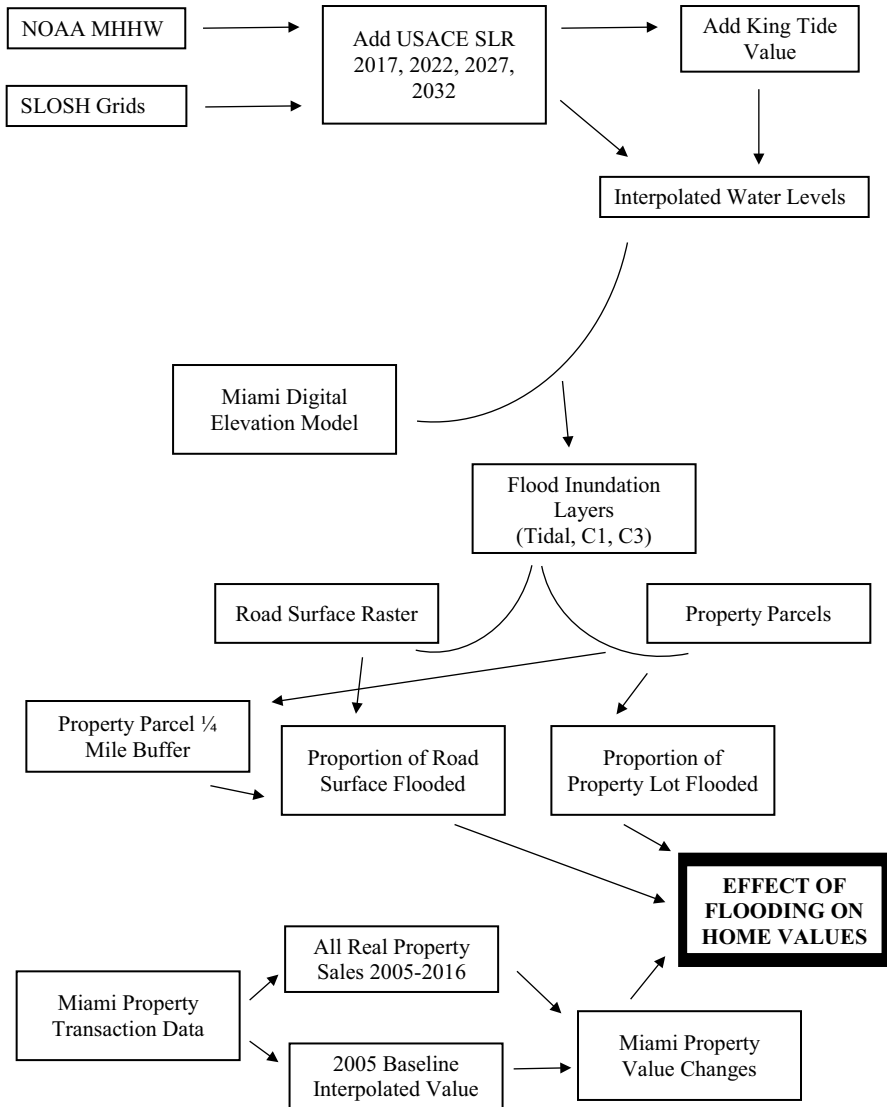 NOAA MHHW
Add USACE SLR
2017, 2022, 2027,
2032
Add King Tide
Value
SLOSH Grids
Interpolated Water Levels
Miami Digital
Elevation Model
Flood Inundation
Layers
(Tidal, C1, C3)
Road Surface Raster
Property Parcels
Property Parcel ¼
Mile Buffer
Proportion of Road
Surface Flooded
Proportion of
Property Lot Flooded
EFFECT OF
FLOODING ON
HOME VALUES
All Real Property
Sales 2005-2016
Miami Property
Transaction Data
2005 Baseline
Interpolated Value
Miami Property
Value Changes